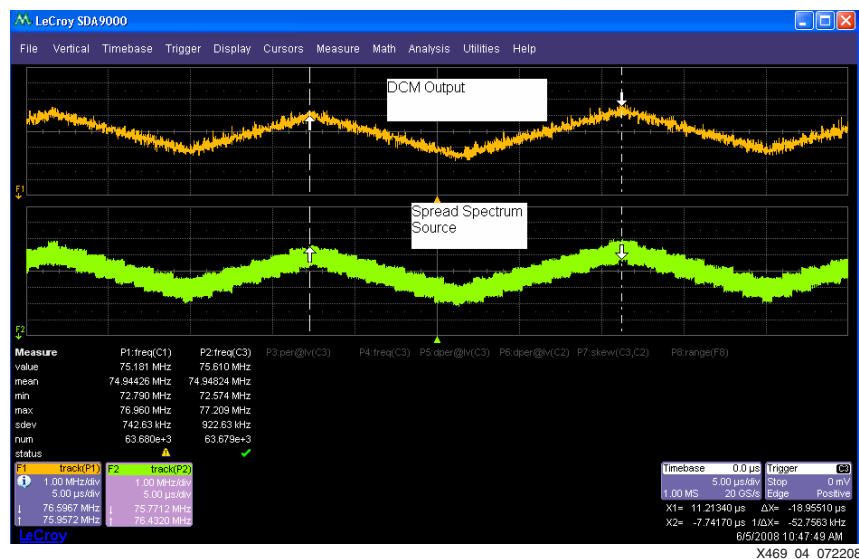 LeCroy SDA9000
File Vertical Timebase Trigger Display Cursors Measure Math Analysis Utilities Help
DCM Output
F1
Spread Spectrum
Source
F2
Measure P1:freq(C1) P2:freq(C3) P3:per@lv(C3) P4:freq(C3) P5:dper@lv(C3) P6:dper@lv(C2) P7:skew(C3,C2) P8:range(F8)
value 75.181 MHz 75.610 MHz
mean 74.94426 MHz 74.94824 MHz
min 72.790 MHz 72.574 MHz
max 76.960 MHz 77.209 MHz
sdev 742.63 kHz 922.63 kHz
num 63.680e+3 63.679e+3
status
F1 track(P1) F2 track(P2) Timebase 0.0 µs Trigger C3
1.00 MHz/div 1.00 MHz/div 5.00 µs/div Stop 0 mV
5.00 µs/div 5.00 µs/div 1.00 MS 20 GS/s Edge Positive
76.5967 MHz 75.7712 MHz X1= 11.21340 µs ΔX= -18.95510 µs
75.9572 MHz 76.4320 MHz X2= -7.74170 µs 1/ΔX= -52.7563 kHz
LeCroy 6/5/2008 10:47:49 AM
X469_04_072208